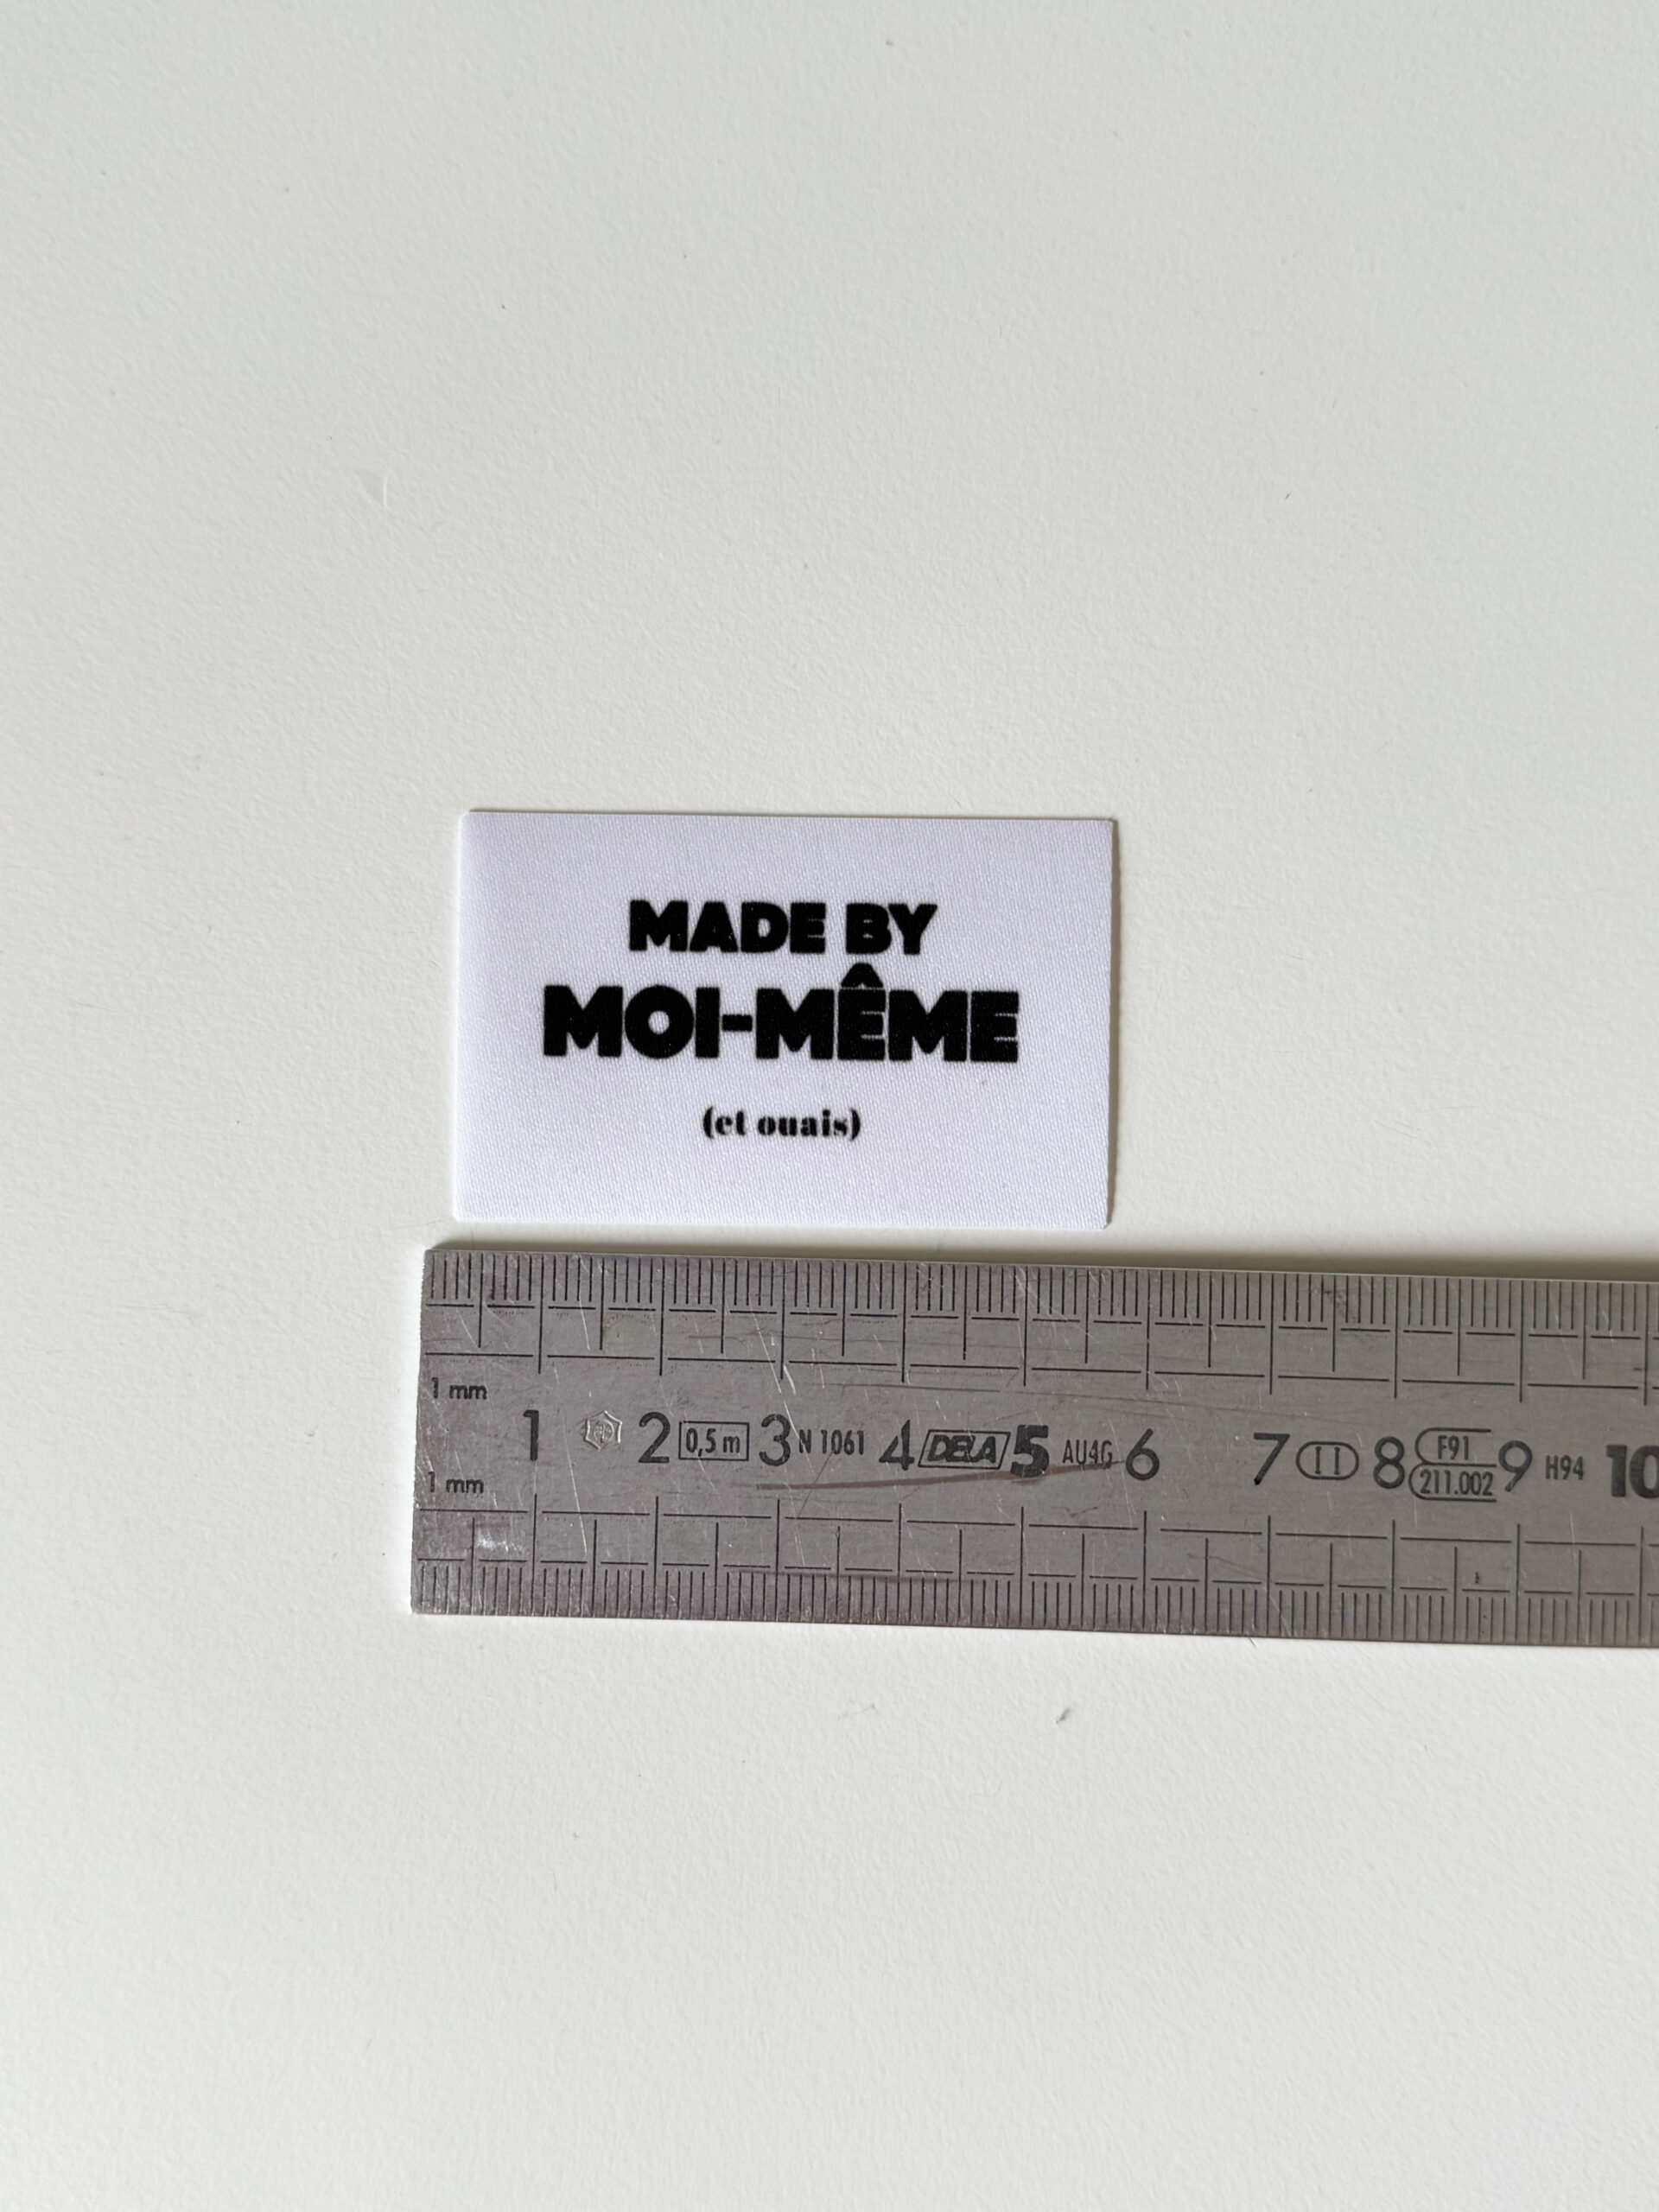 MADE BY
MOI-MÊME
(et ouais)
1 mm
1 2 0,5 m 3 N 1061 4 DELA 5 AU4G 6 7 II 8 F91 211.002 9 H94 10
1 mm